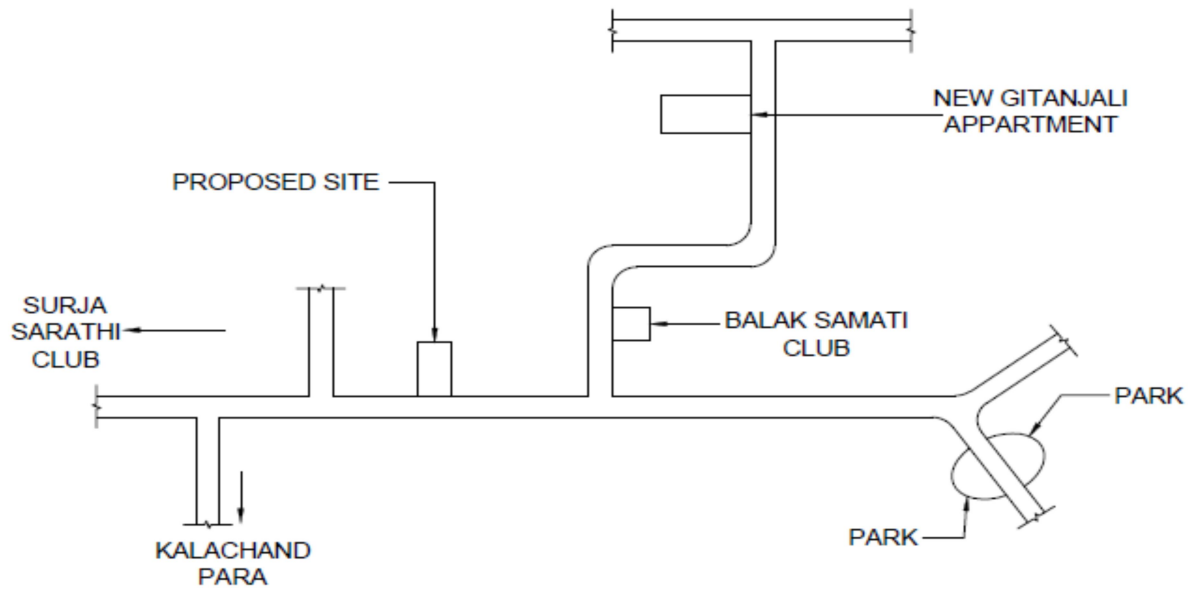 NEW GITANJALI
APPARTMENT
PROPOSED SITE
SURJA
SARATHI
CLUB
BALAK SAMATI
CLUB
PARK
PARK
KALACHAND
PARA